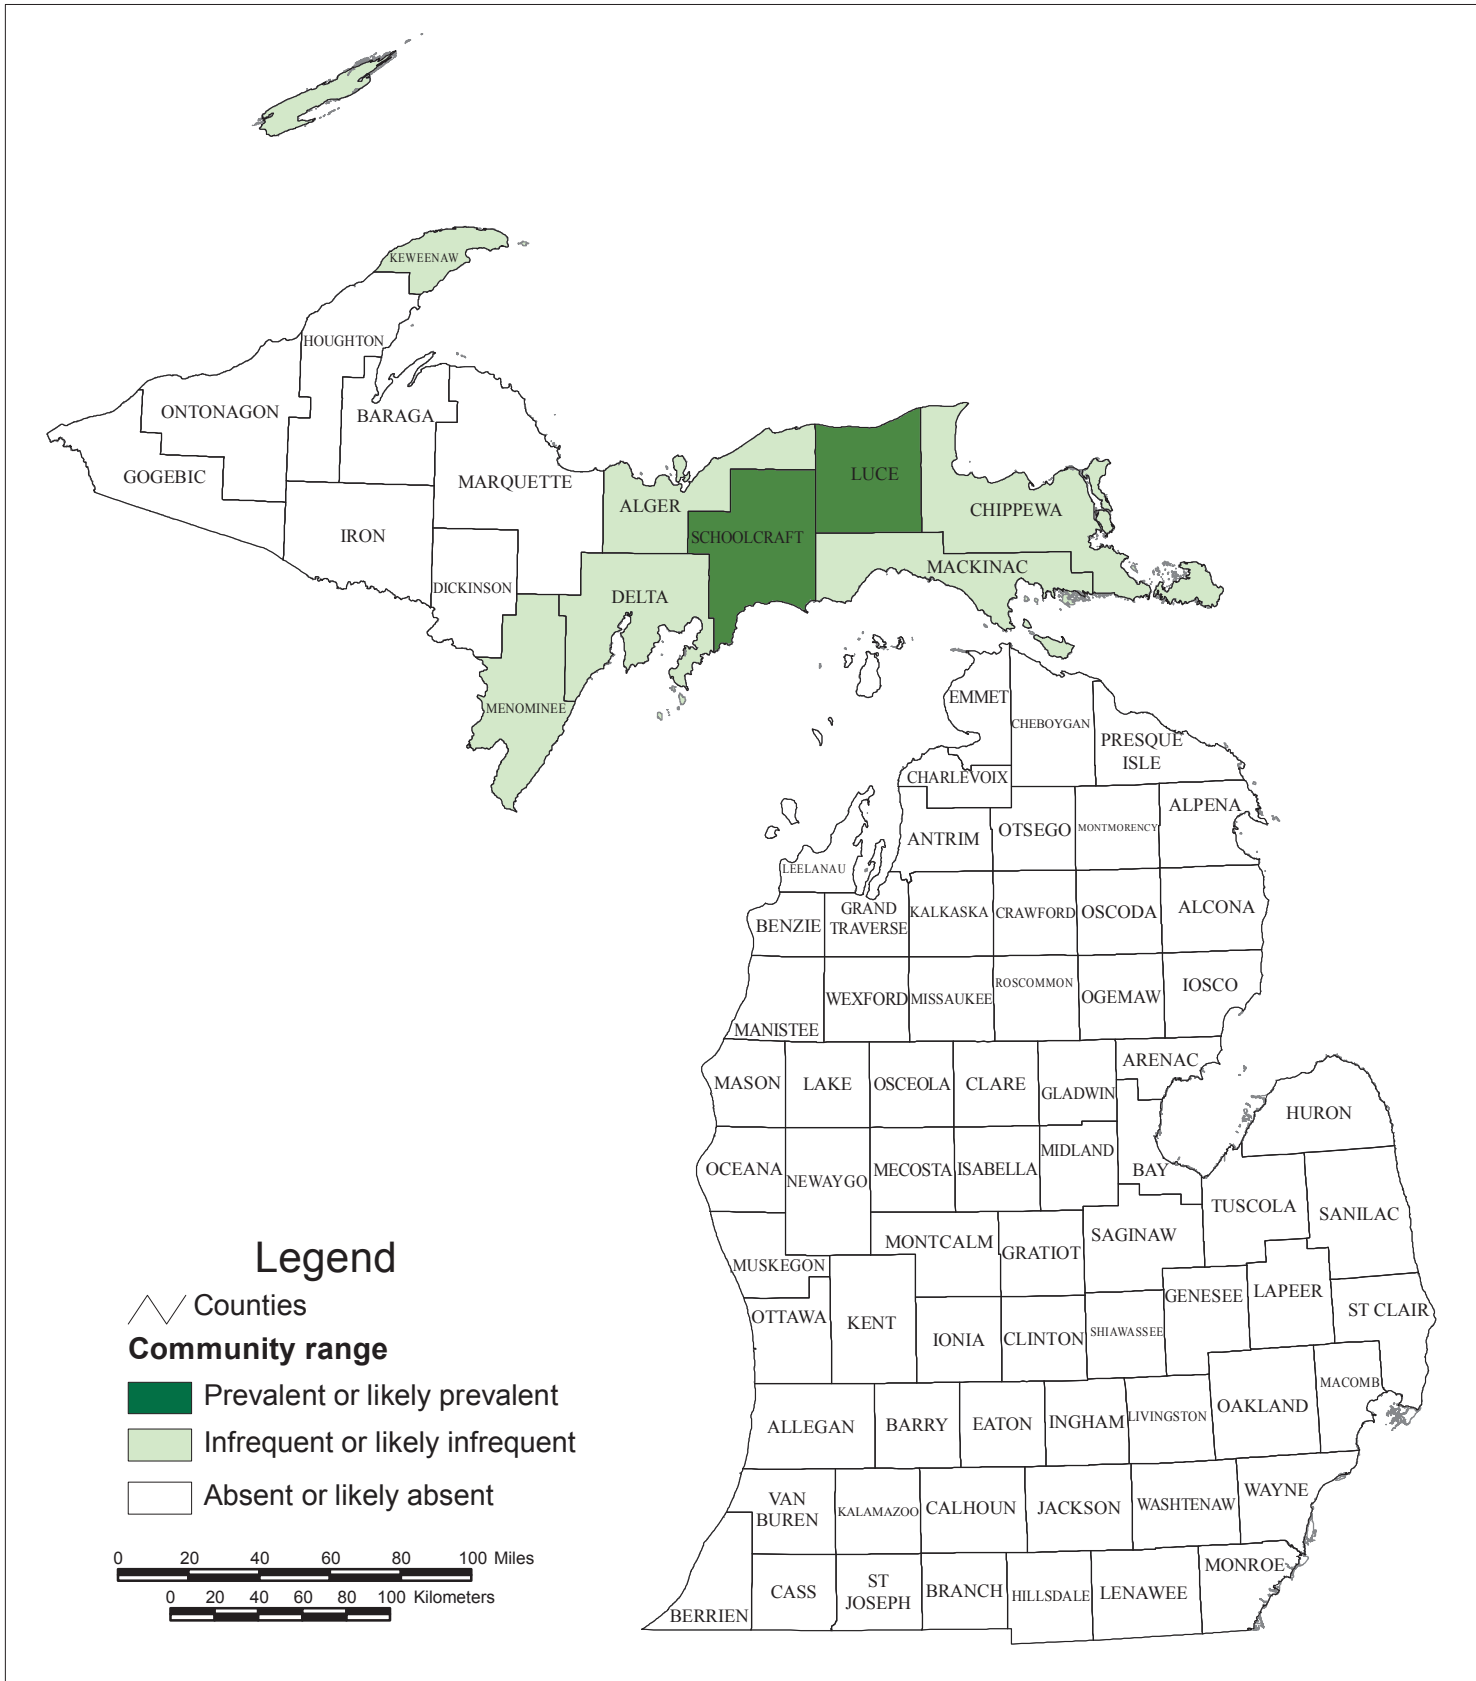 KEWEENAW
HOUGHTON
ONTONAGON
BARAGA
GOGEBIC
MARQUETTE
LUCE
ALGER
CHIPPEWA
IRON
SCHOOLCRAFT
MACKINAC
DICKINSON
DELTA
MENOMINEE
EMMET
CHEBOYGAN
PRESQUE
ISLE
CHARLEVOIX
ALPENA
ANTRIM
OTSEGO
MONTMORENCY
LEELANAU
BENZIE
GRAND
TRAVERSE
KALKASKA
CRAWFORD
OSCODA
ALCONA
MANISTEE
WEXFORD
MISSAUKEE
ROSCOMMON
OGEMAW
IOSCO
ARENAC
MASON
LAKE
OSCEOLA
CLARE
GLADWIN
HURON
OCEANA
NEWAYGO
MECOSTA
ISABELLA
MIDLAND
BAY
TUSCOLA
SANILAC
MUSKEGON
MONTCALM
GRATIOT
SAGINAW
GENESEE
LAPEER
ST CLAIR
OTTAWA
KENT
IONIA
CLINTON
SHIAWASSEE
OAKLAND
MACOMB
ALLEGAN
BARRY
EATON
INGHAM
LIVINGSTON
VAN
BUREN
KALAMAZOO
CALHOUN
JACKSON
WASHTENAW
WAYNE
BERRIEN
CASS
ST
JOSEPH
BRANCH
HILLSDALE
LENAWEE
MONROE
Legend
Counties
Community range
Prevalent or likely prevalent
Infrequent or likely infrequent
Absent or likely absent
0 20 40 60 80 100 Miles
0 20 40 60 80 100 Kilometers